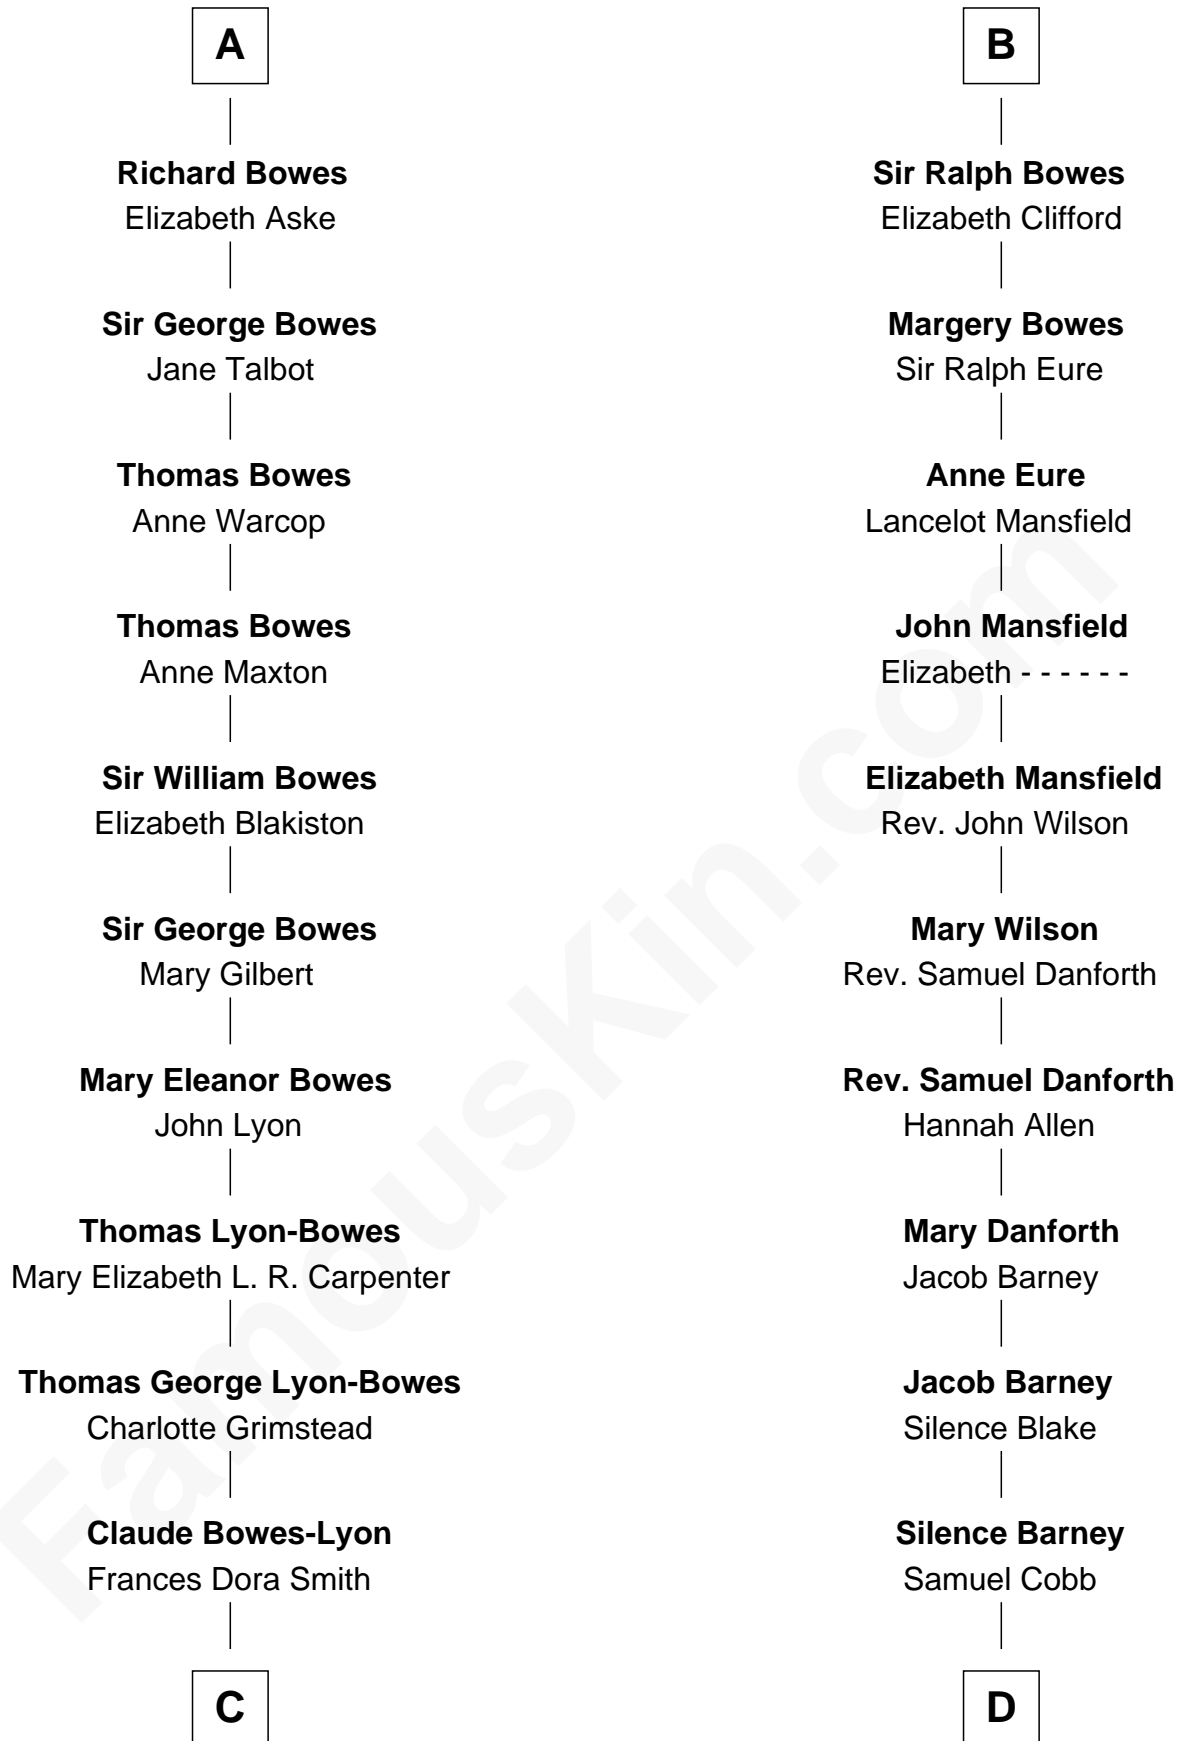 A
Richard Bowes
Elizabeth Aske
Sir George Bowes
Jane Talbot
Thomas Bowes
Anne Warcop
Thomas Bowes
Anne Maxton
Sir William Bowes
Elizabeth Blakiston
Sir George Bowes
Mary Gilbert
Mary Eleanor Bowes
John Lyon
Thomas Lyon-Bowes
Mary Elizabeth L. R. Carpenter
Thomas George Lyon-Bowes
Charlotte Grimstead
Claude Bowes-Lyon
Frances Dora Smith
C
B
Sir Ralph Bowes
Elizabeth Clifford
Margery Bowes
Sir Ralph Eure
Anne Eure
Lancelot Mansfield
John Mansfield
Elizabeth - - - - - -
Elizabeth Mansfield
Rev. John Wilson
Mary Wilson
Rev. Samuel Danforth
Rev. Samuel Danforth
Hannah Allen
Mary Danforth
Jacob Barney
Jacob Barney
Silence Blake
Silence Barney
Samuel Cobb
D
FamousKin.com